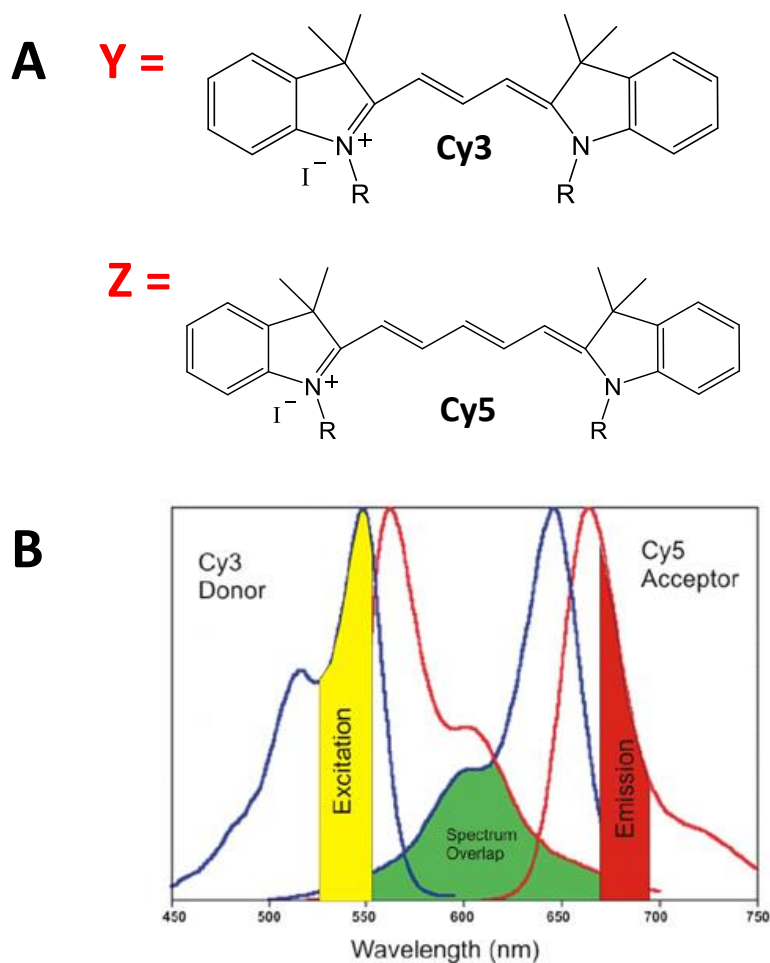 A
Y =
N+
I−
R
Cy3
N
R
Z =
N+
I−
R
Cy5
N
R
B
Cy3
Donor
Cy5
Acceptor
Excitation
Spectrum
Overlap
Emission
450 500 550 600 650 700 750
Wavelength (nm)